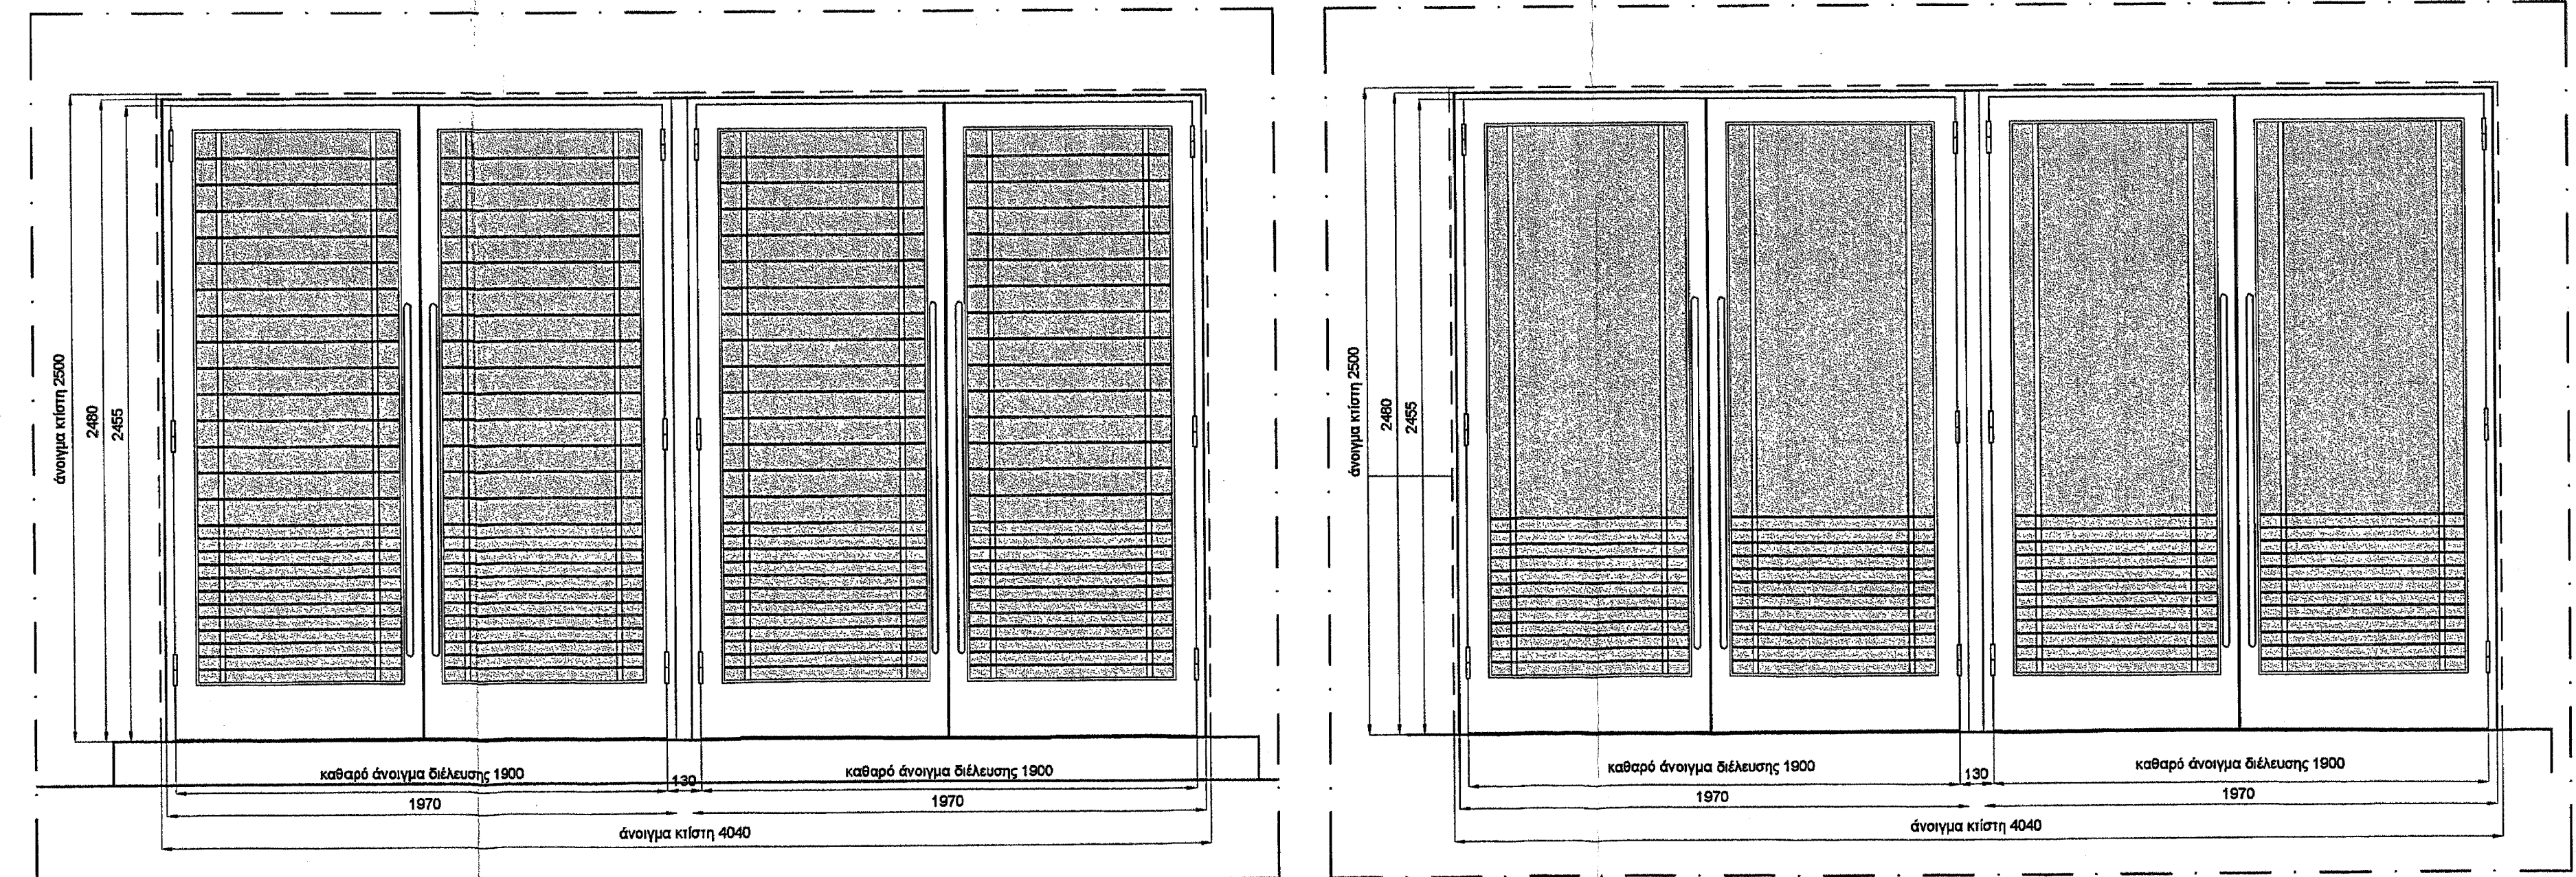 άνοιγμα κτίστη 2500
2480
2455
καθαρό άνοιγμα διέλευσης 1900
130
καθαρό άνοιγμα διέλευσης 1900
1970
1970
άνοιγμα κτίστη 4040
άνοιγμα κτίστη 2500
2480
2455
καθαρό άνοιγμα διέλευσης 1900
130
καθαρό άνοιγμα διέλευσης 1900
1970
1970
άνοιγμα κτίστη 4040